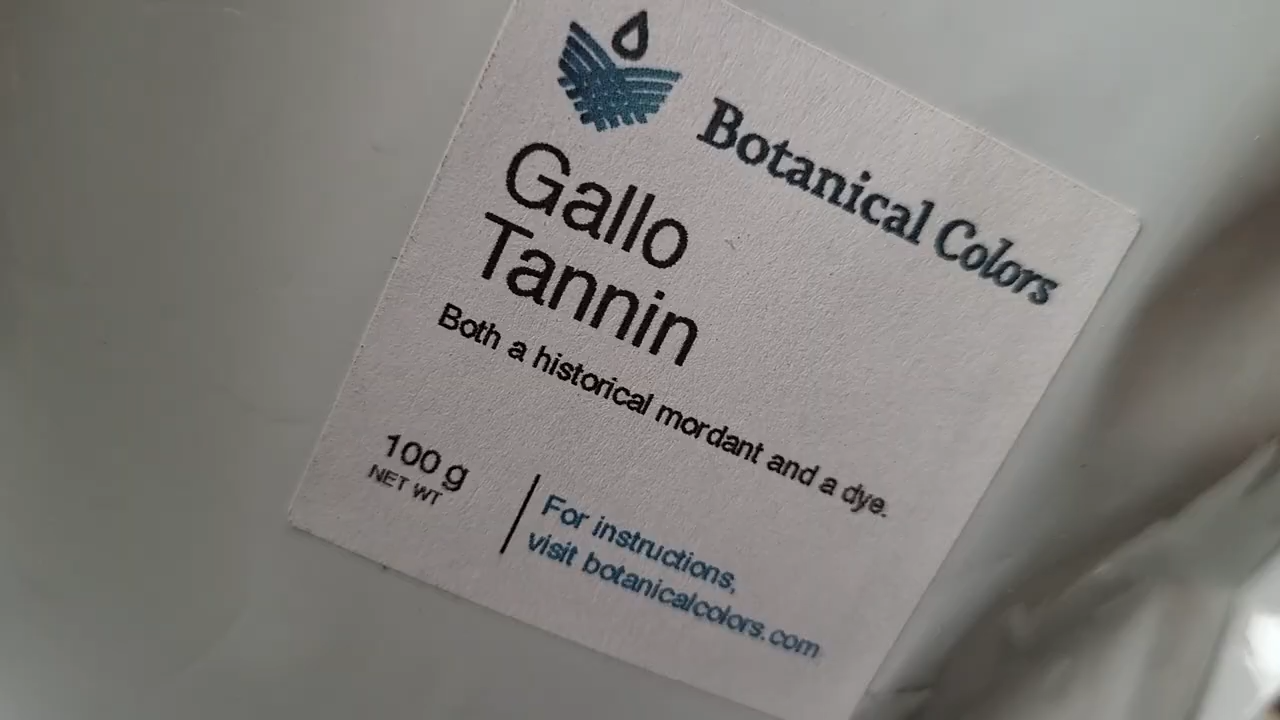 Botanical Colors
Gallo
Tannin
Both a historical mordant and a dye.
100 g
NET WT
For instructions,
visit botanicalcolors.com